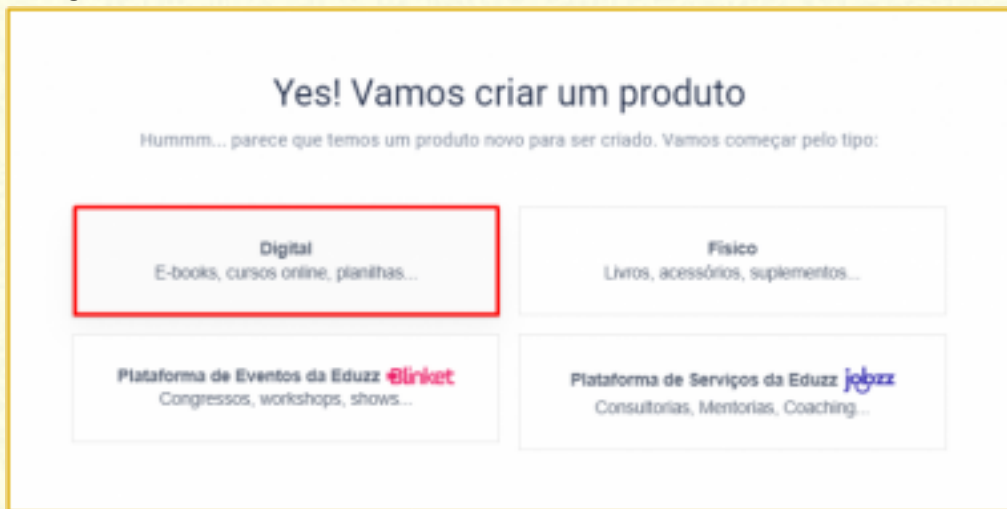 Yes! Vamos criar um produto
Hummm... parece que temos um produto novo para ser criado. Vamos começar pelo tipo:
Digital
E-books, cursos online, planilhas...
Físico
Livros, acessórios, suplementos...
Plataforma de Eventos da Eduzz Blinket
Congressos, workshops, shows...
Plataforma de Serviços da Eduzz jobzz
Consultorias, Mentorias, Coaching...